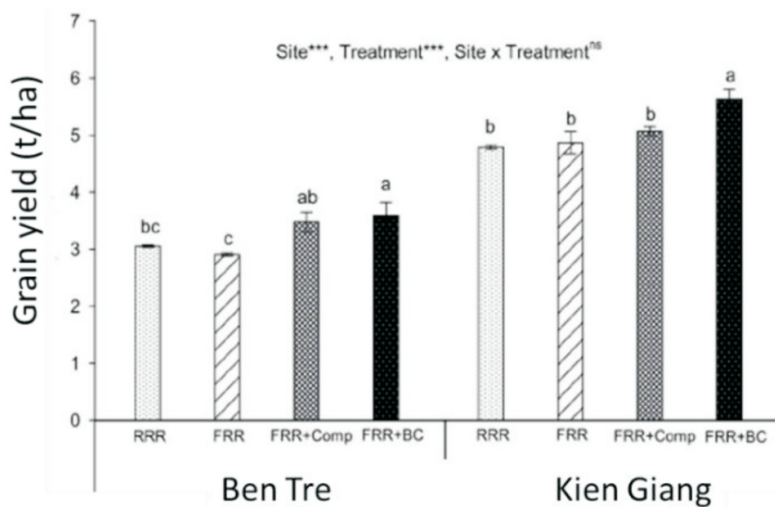 Grain yield (t/ha)
7
6
5
4
3
2
1
0
Site***, Treatment***, Site x Treatment^ns
bc
c
ab
a
b
b
b
a
RRR
FRR
FRR+Comp
FRR+BC
RRR
FRR
FRR+Comp
FRR+BC
Ben Tre
Kien Giang